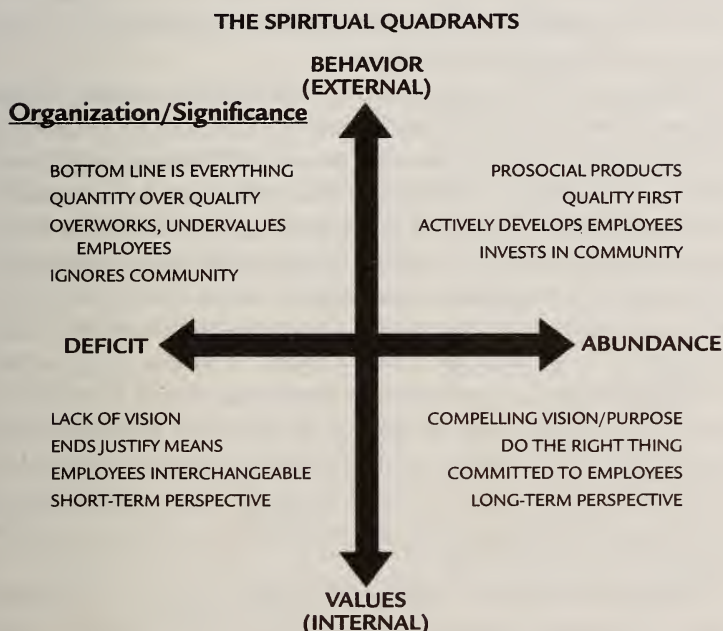 THE SPIRITUAL QUADRANTS
BEHAVIOR
(EXTERNAL)
Organization/Significance
BOTTOM LINE IS EVERYTHING
QUANTITY OVER QUALITY
OVERWORKS, UNDERVALUES
EMPLOYEES
IGNORES COMMUNITY
PROSOCIAL PRODUCTS
QUALITY FIRST
ACTIVELY DEVELOPS EMPLOYEES
INVESTS IN COMMUNITY
DEFICIT
ABUNDANCE
LACK OF VISION
ENDS JUSTIFY MEANS
EMPLOYEES INTERCHANGEABLE
SHORT-TERM PERSPECTIVE
COMPELLING VISION/PURPOSE
DO THE RIGHT THING
COMMITTED TO EMPLOYEES
LONG-TERM PERSPECTIVE
VALUES
(INTERNAL)